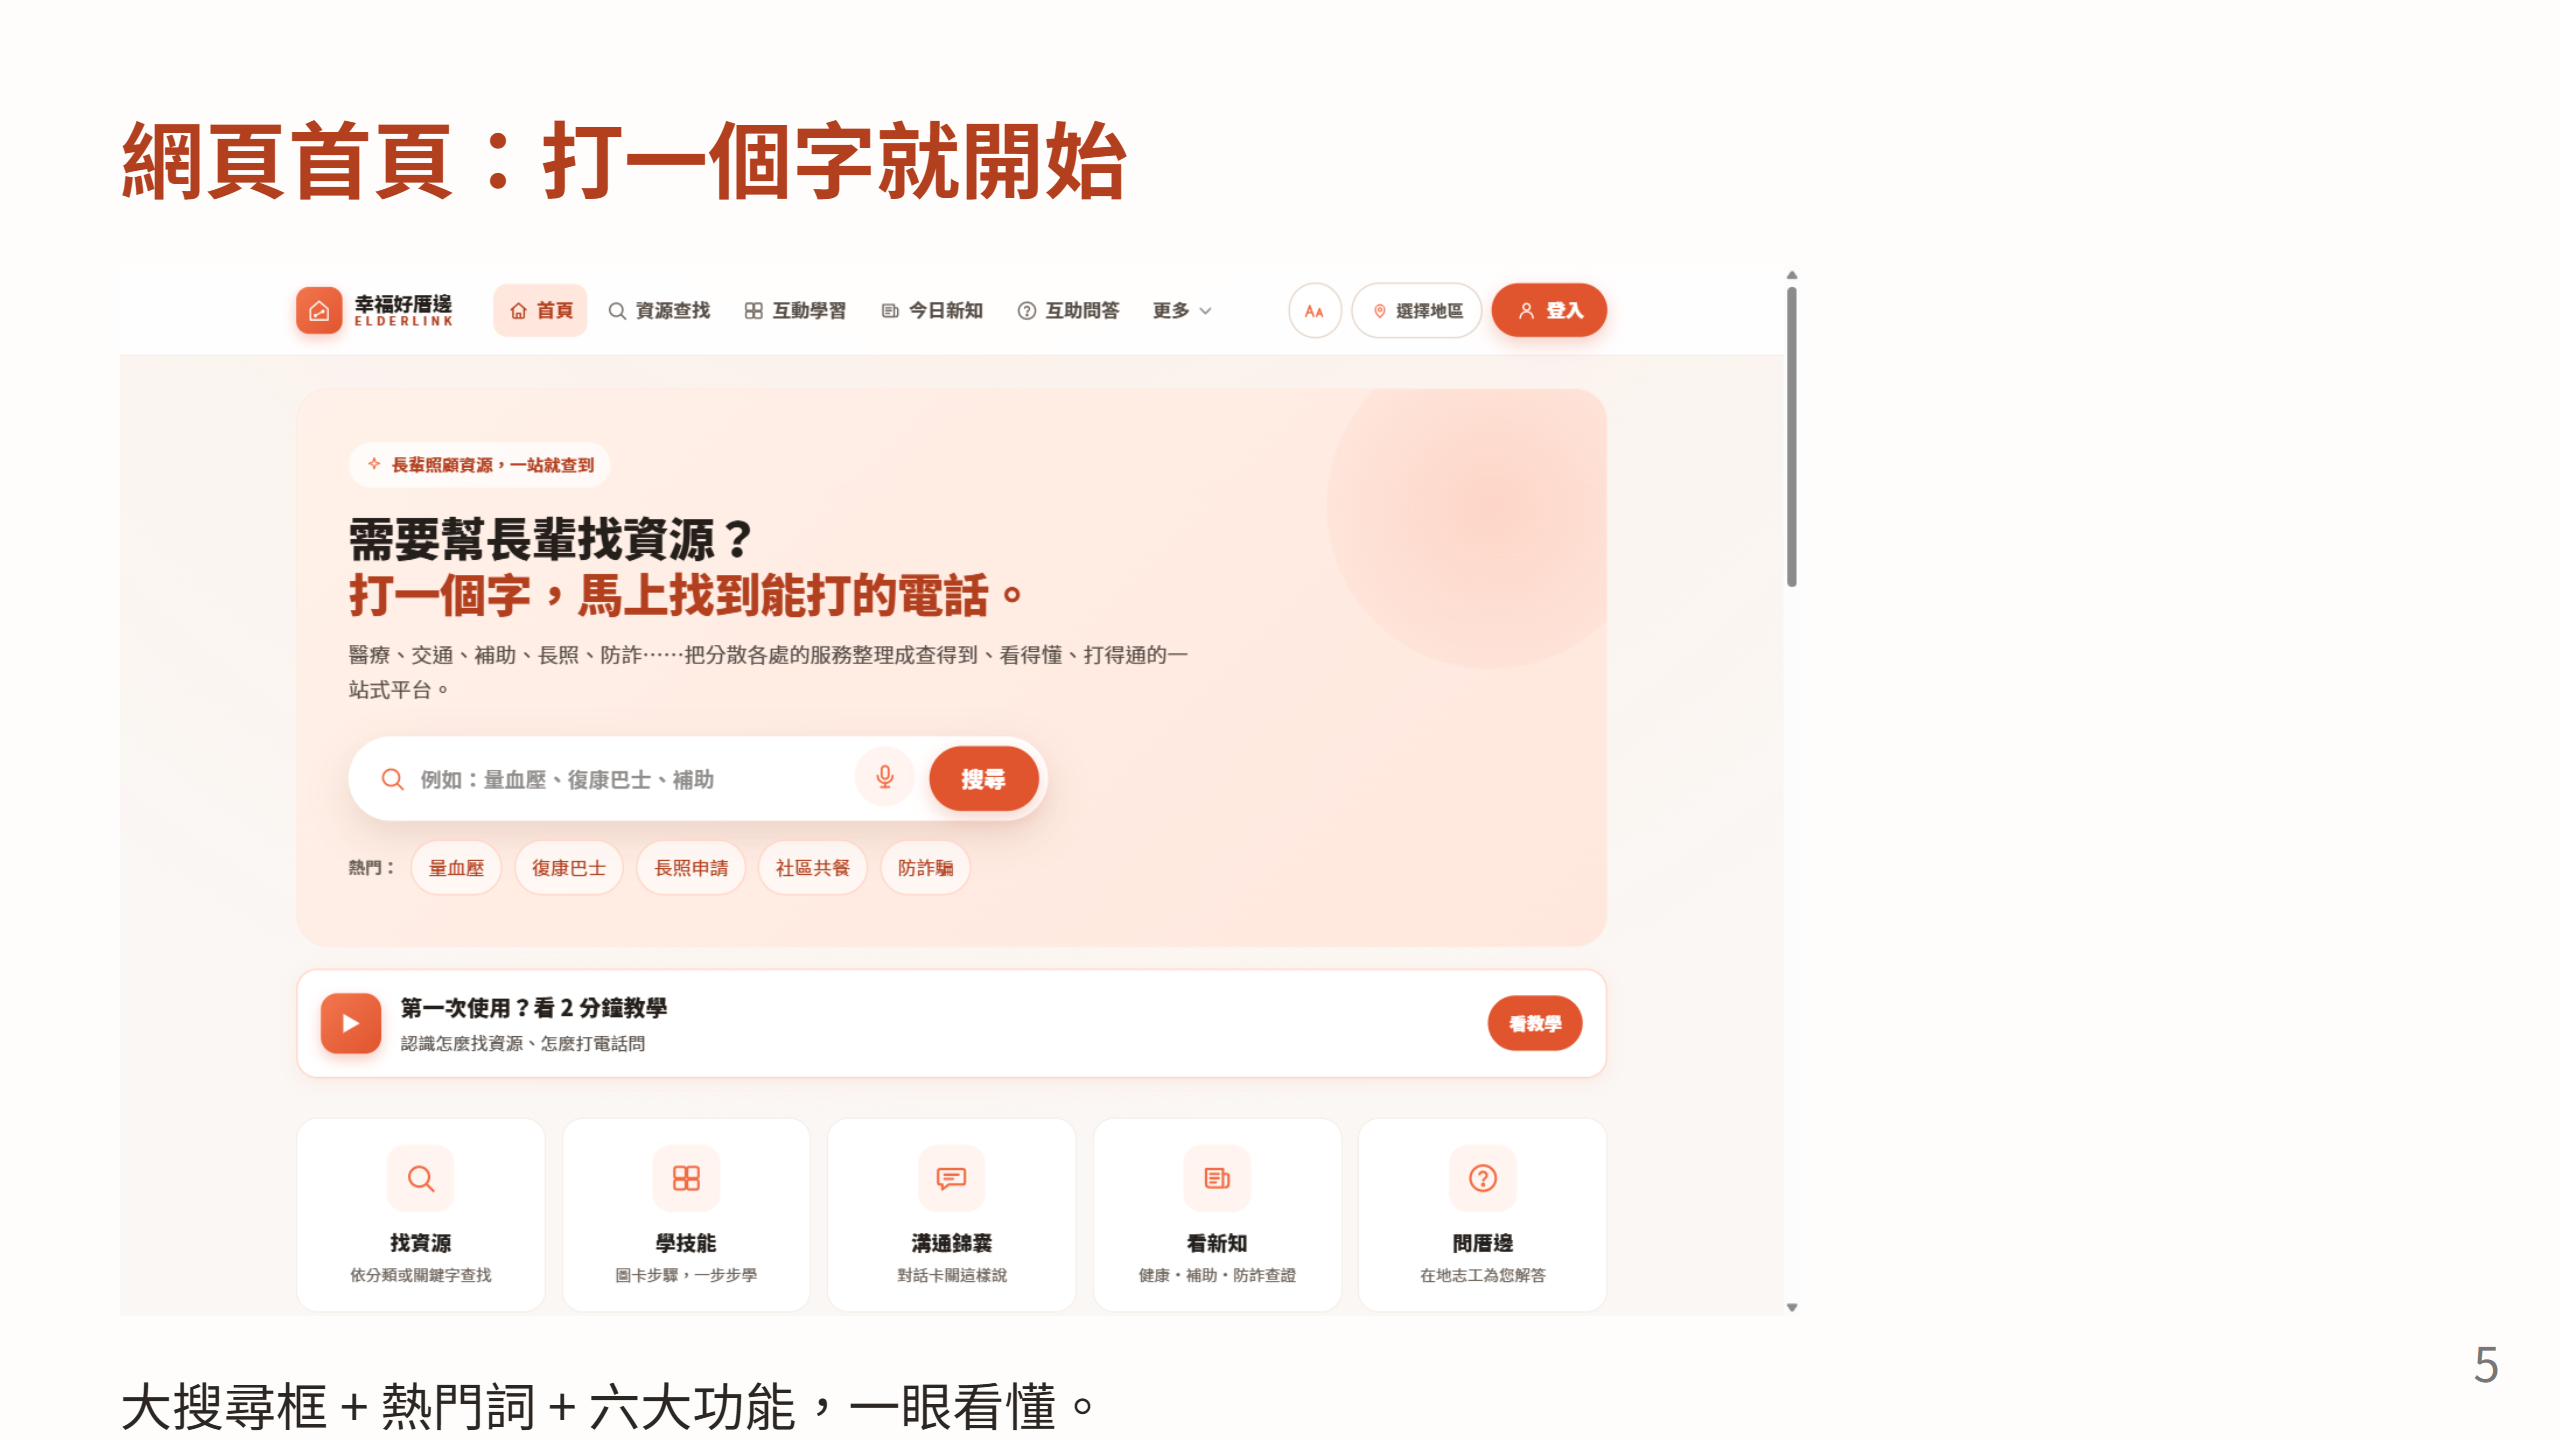 網頁首頁：打一個字就開始
幸福好厝邊
ELDERLINK
首頁
資源查找
互動學習
今日新知
互助問答
更多
AA
選擇地區
登入
長輩照顧資源，一站就查到
需要幫長輩找資源？
打一個字，馬上找到能打的電話。
醫療、交通、補助、長照、防詐……把分散各處的服務整理成查得到、看得懂、打得通的一
站式平台。
例如：量血壓、復康巴士、補助
搜尋
熱門：
量血壓
復康巴士
長照申請
社區共餐
防詐騙
第一次使用？看 2 分鐘教學
認識怎麼找資源、怎麼打電話問
看教學
找資源
依分類或關鍵字查找
學技能
圖卡步驟，一步步學
溝通錦囊
對話卡關這樣說
看新知
健康・補助・防詐查證
問厝邊
在地志工為您解答
大搜尋框 + 熱門詞 + 六大功能，一眼看懂。
5